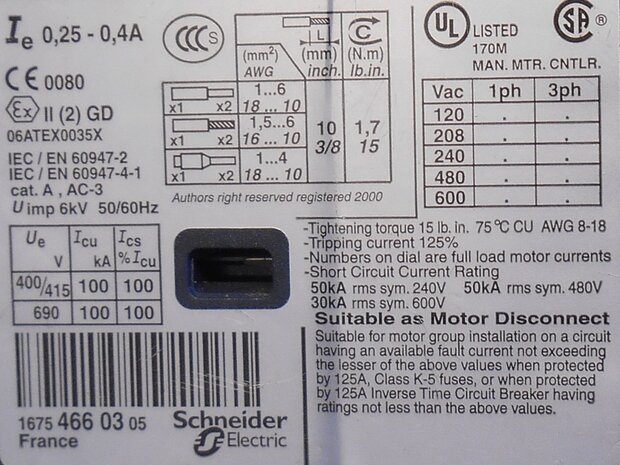 Ie 0,25 - 0,4A
CCC S
CE 0080
Ex II (2) GD
06ATEX0035X
IEC / EN 60947-2
IEC / EN 60947-4-1
cat. A , AC-3
U imp 6kV 50/60Hz
L
C
(mm²) (mm) (N.m)
AWG inch. lb.in.
1...6
x1 x2 18 ... 10
1,5...6 10 1,7
x1 x2 16 ... 10 3/8 15
1...4
x1 x2 18 ... 10
Authors right reserved registered 2000
UL LISTED SA ®
170M
MAN. MTR. CNTLR.
Vac 1ph 3ph
120 . .
208 . .
240 . .
480 . .
600 . .
Ue Icu Ics
V kA % Icu
400/415 100 100
690 100 100
-Tightening torque 15 lb. in. 75°C CU AWG 8-18
-Tripping current 125%
-Numbers on dial are full load motor currents
-Short Circuit Current Rating
50kA rms sym. 240V 50kA rms sym. 480V
30kA rms sym. 600V
Suitable as Motor Disconnect
Suitable for motor group installation on a circuit
having an available fault current not exceeding
the lesser of the above values when protected
by 125A, Class K-5 fuses, or when protected
by 125A Inverse Time Circuit Breaker having
ratings not less than the above values.
1675 466 03 05
France
Schneider
Electric